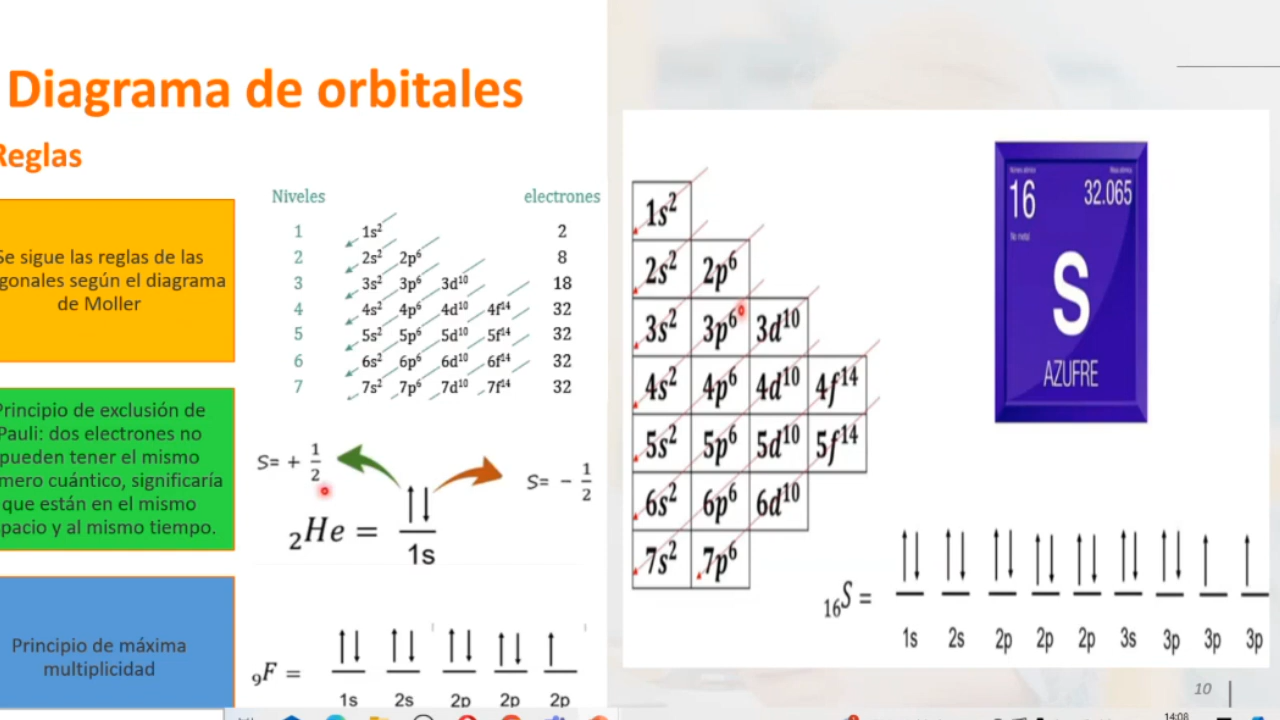 Diagrama de orbitales
Reglas
Se sigue las reglas de las
gonales según el diagrama
de Moller
Principio de exclusión de
Pauli: dos electrones no
pueden tener el mismo
mero cuántico, significaría
que están en el mismo
pacio y al mismo tiempo.
Principio de máxima
multiplicidad
Niveles electrones
1 1s² 2
2 2s² 2p⁶ 8
3 3s² 3p⁶ 3d¹⁰ 18
4 4s² 4p⁶ 4d¹⁰ 4f¹⁴ 32
5 5s² 5p⁶ 5d¹⁰ 5f¹⁴ 32
6 6s² 6p⁶ 6d¹⁰ 6f¹⁴ 32
7 7s² 7p⁶ 7d¹⁰ 7f¹⁴ 32
S= + 1/2
S= − 1/2
₂He =
1s
₉F =
1s 2s 2p 2p 2p
1s²
2s² 2p⁶
3s² 3p⁶ 3d¹⁰
4s² 4p⁶ 4d¹⁰ 4f¹⁴
5s² 5p⁶ 5d¹⁰ 5f¹⁴
6s² 6p⁶ 6d¹⁰
7s² 7p⁶
Número atómico Masa atómica
16 32.065
No metal
S
AZUFRE
₁₆S =
1s 2s 2p 2p 2p 3s 3p 3p 3p
10
14:08